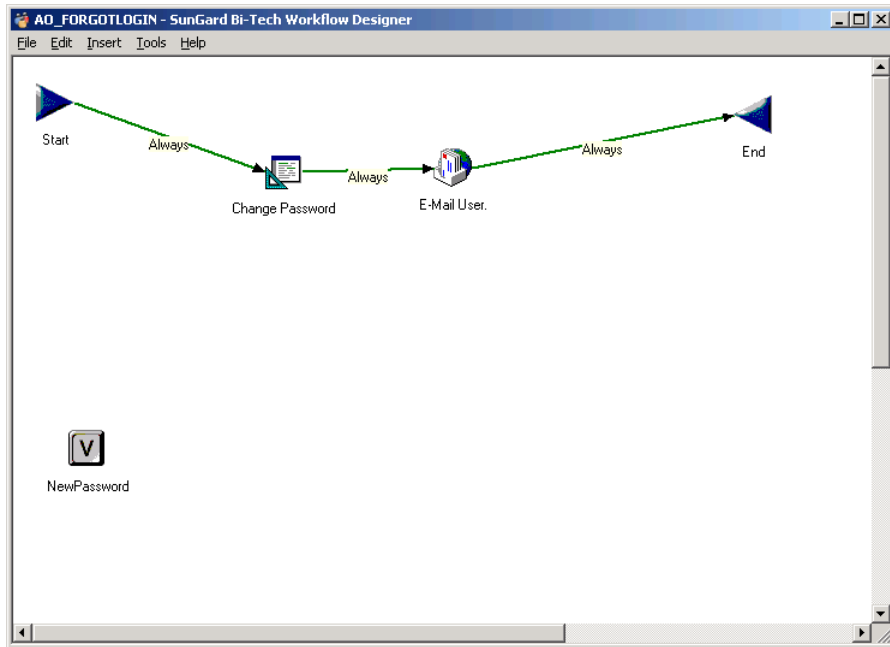 AO_FORGOTLOGIN - SunGard Bi-Tech Workflow Designer
File Edit Insert Tools Help
Start
Always
Change Password
Always
E-Mail User.
Always
End
V
NewPassword